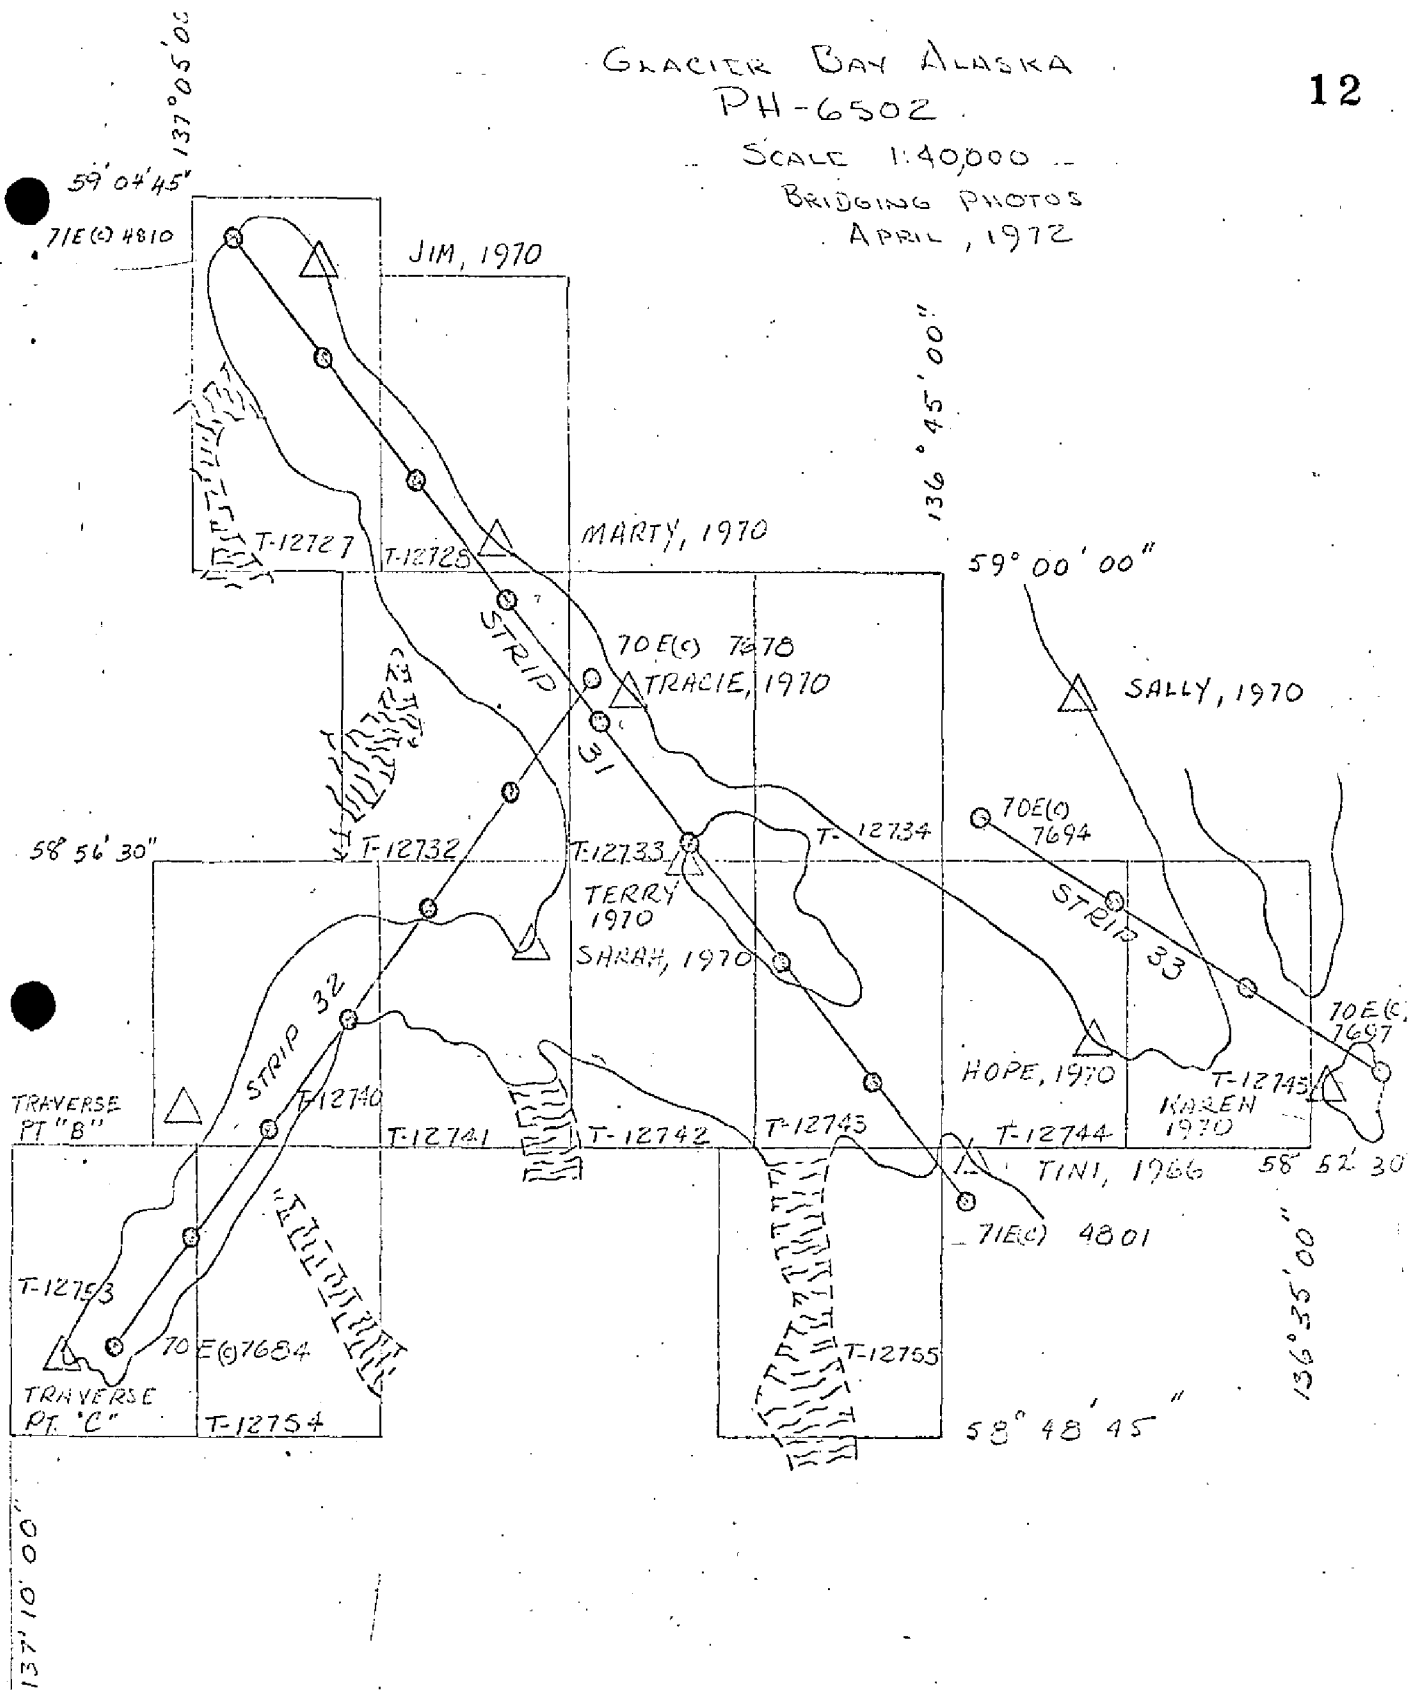 GLACIER BAY ALASKA
PH-6502
SCALE 1:40,000
BRIDGING PHOTOS
APRIL, 1972
12
137° 05' 00
59° 04' 45"
71E(C) 4810
JIM, 1970
136° 45' 00"
T-12727
T-12728
MARTY, 1970
59° 00' 00"
STRIP 31
70E(C) 7678
TRACIE, 1970
SALLY, 1970
70E(C)
7694
58 56' 30"
T-12732
T-12733
T-12734
TERRY
1970
SARAH, 1970
STRIP 33
STRIP 32
70E(C)
7697
HOPE, 1970
T-12745
KAREN
1970
TRAVERSE
PT "B"
T-12740
T-12741
T-12742
T-12743
T-12744
TINI, 1966
58° 52' 30
71E(C) 4801
T-12753
70E(C)7684
T-12755
136° 35' 00"
TRAVERSE
PT. "C"
T-12754
58° 48' 45"
137° 10' 00"